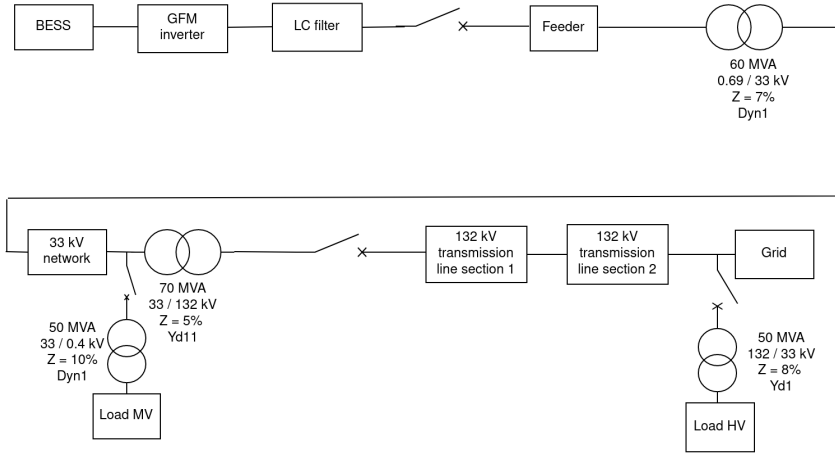 BESS
GFM
inverter
LC filter
Feeder
60 MVA
0.69 / 33 kV
Z = 7%
Dyn1
33 kV
network
70 MVA
33 / 132 kV
Z = 5%
Yd11
132 kV
transmission
line section 1
132 kV
transmission
line section 2
Grid
50 MVA
33 / 0.4 kV
Z = 10%
Dyn1
Load MV
50 MVA
132 / 33 kV
Z = 8%
Yd1
Load HV